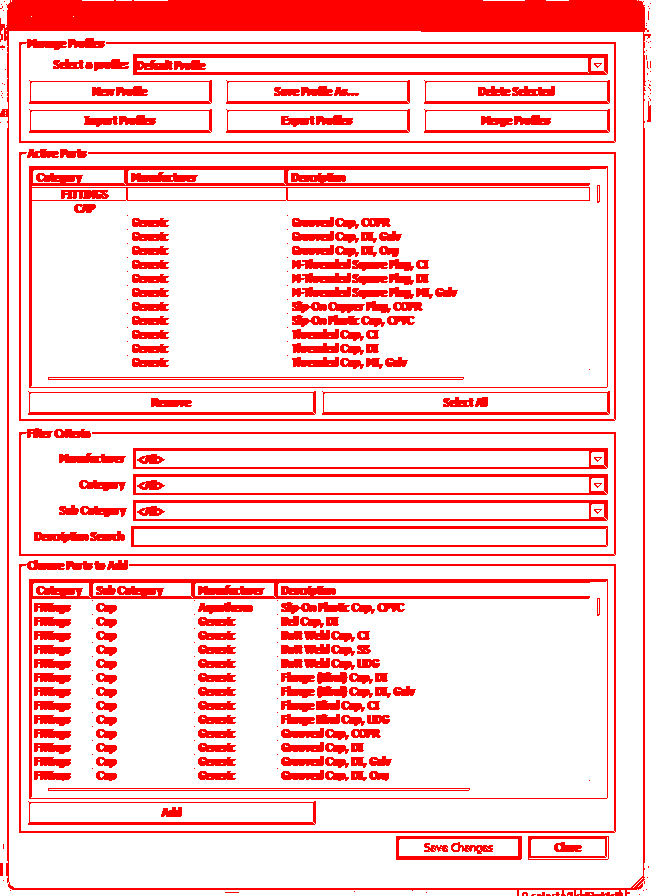 Manage Profiles
Select a profile: Default Profile
New Profile Save Profile As... Delete Selected
Import Profiles Export Profiles Merge Profiles
Active Parts
Category Manufacturer Description
FITTINGS
CAP
Generic Grooved Cap, COPR
Generic Grooved Cap, DI, Galv
Generic Grooved Cap, DI, Orng
Generic M-Threaded Square Plug, CI
Generic M-Threaded Square Plug, DI
Generic M-Threaded Square Plug, MI, Galv
Generic Slip-On Copper Plug, COPR
Generic Slip-On Plastic Cap, CPVC
Generic Threaded Cap, CI
Generic Threaded Cap, DI
Generic Threaded Cap, MI, Galv
Remove Select All
Filter Criteria
Manufacturer <All>
Category <All>
Sub Category <All>
Description Search
Choose Parts to Add
Category Sub Category Manufacturer Description
Fittings Cap Aquatherm Slip-On Plastic Cap, CPVC
Fittings Cap Generic Bell Cap, DI
Fittings Cap Generic Butt Weld Cap, CI
Fittings Cap Generic Butt Weld Cap, SS
Fittings Cap Generic Butt Weld Cap, UDG
Fittings Cap Generic Flange (Blind) Cap, DI
Fittings Cap Generic Flange (Blind) Cap, DI, Galv
Fittings Cap Generic Flange Blind Cap, CI
Fittings Cap Generic Flange Blind Cap, UDG
Fittings Cap Generic Grooved Cap, COPR
Fittings Cap Generic Grooved Cap, DI
Fittings Cap Generic Grooved Cap, DI, Galv
Fittings Cap Generic Grooved Cap, DI, Orng
Add
Save Changes Close